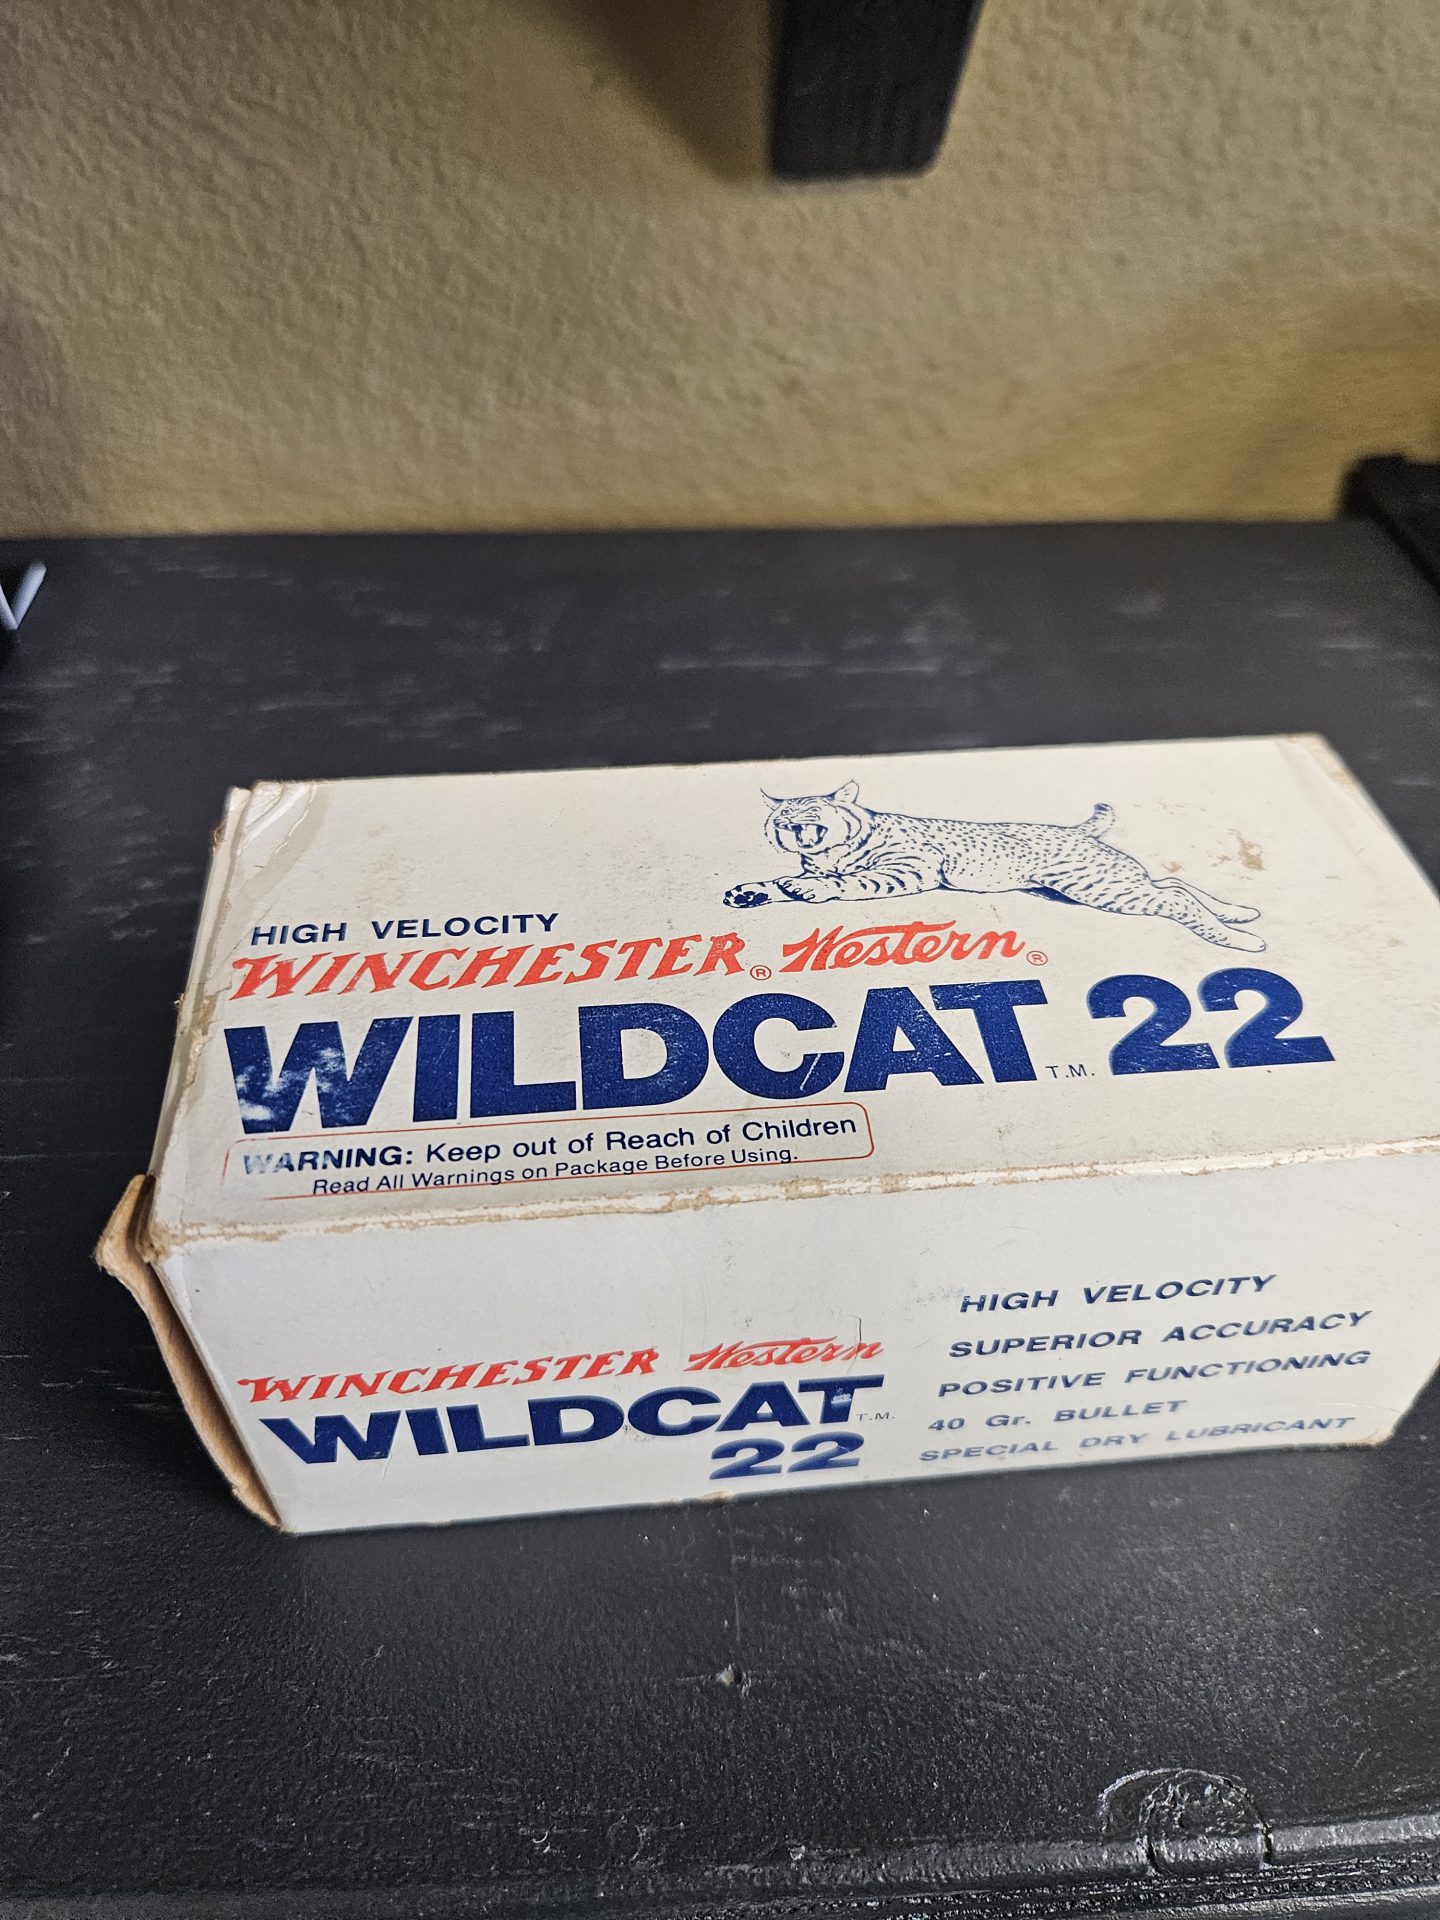 HIGH VELOCITY
WINCHESTER® Western®
WILDCAT T.M. 22
WARNING: Keep out of Reach of Children
Read All Warnings on Package Before Using.
WINCHESTER Western
WILDCAT T.M.
22
HIGH VELOCITY
SUPERIOR ACCURACY
POSITIVE FUNCTIONING
40 Gr. BULLET
SPECIAL DRY LUBRICANT